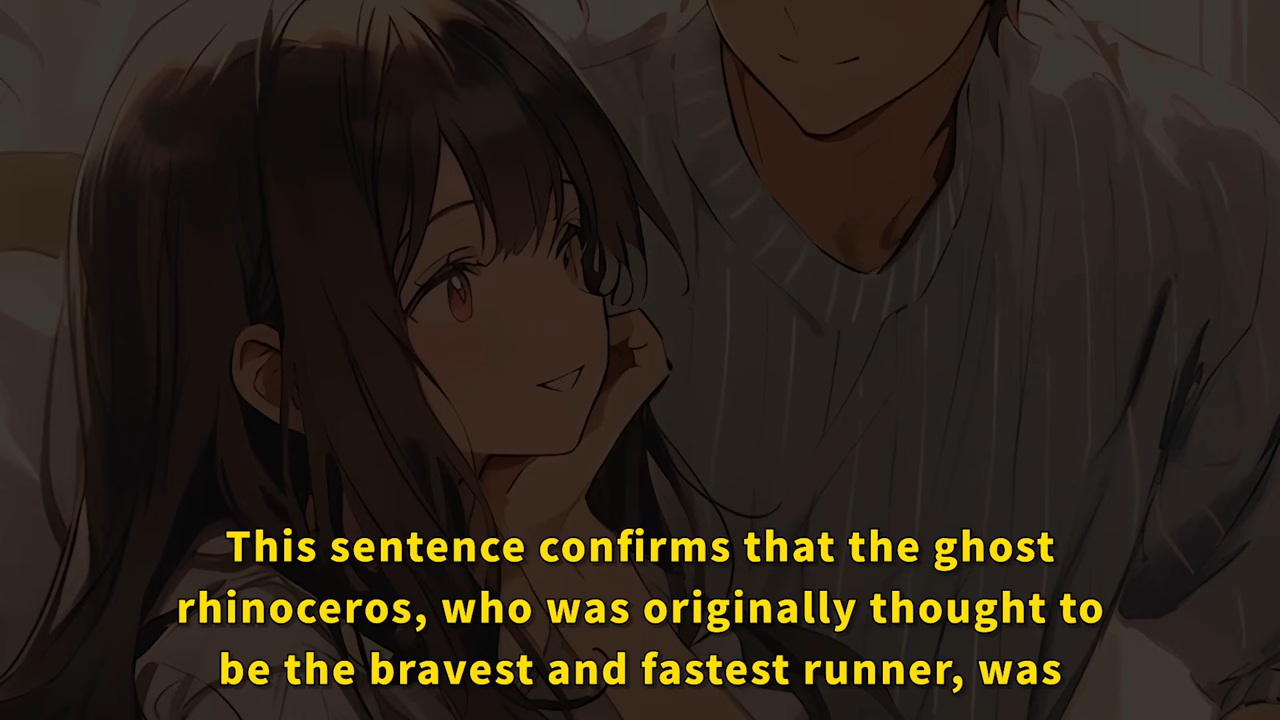 This sentence confirms that the ghost
rhinoceros, who was originally thought to
be the bravest and fastest runner, was